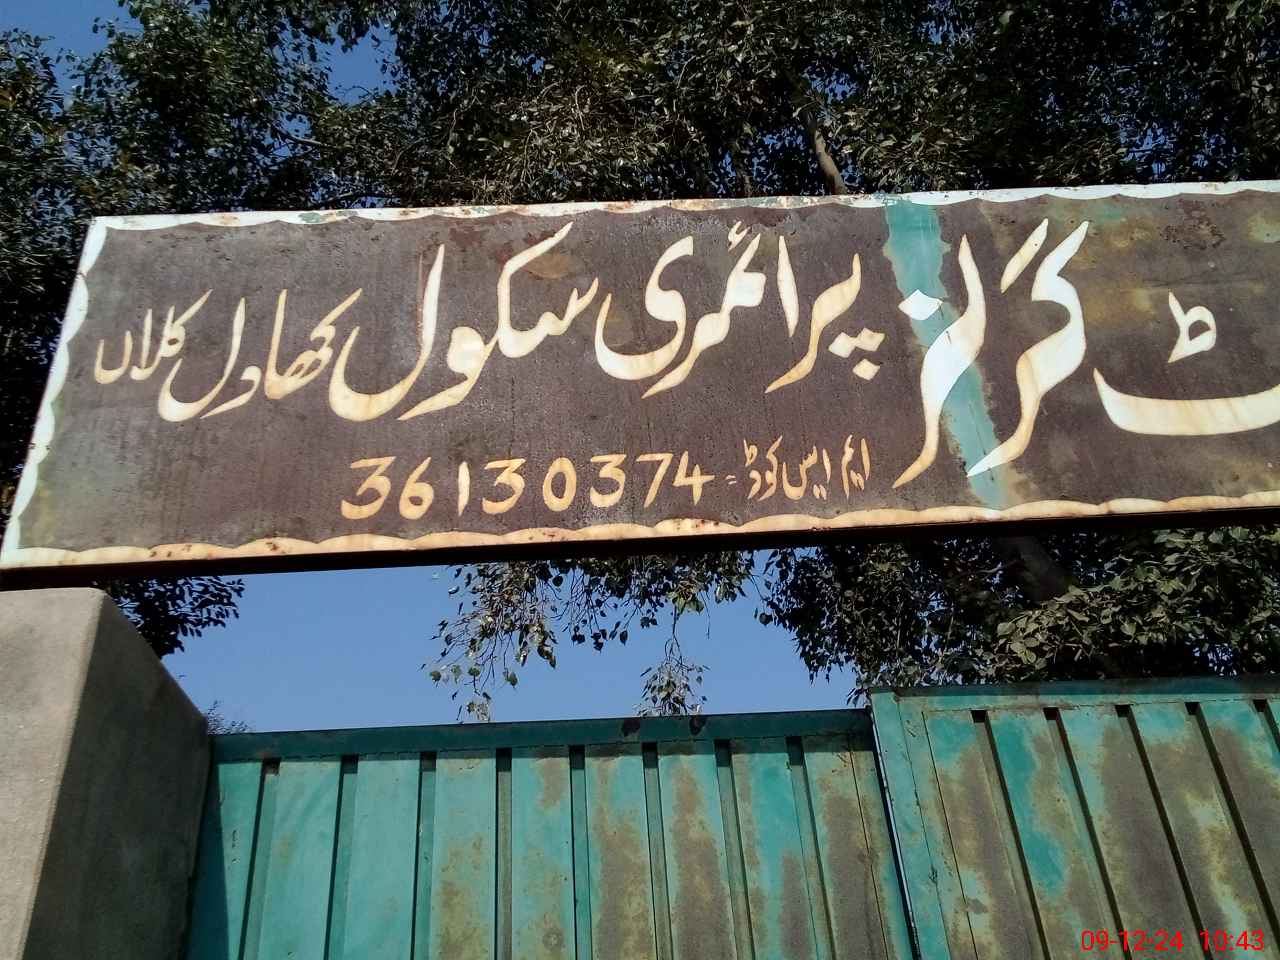 گرلز پرائمری سکول کھادل کلاں
ایم ایس کوڈ = 36130374
09-12-24 10:43